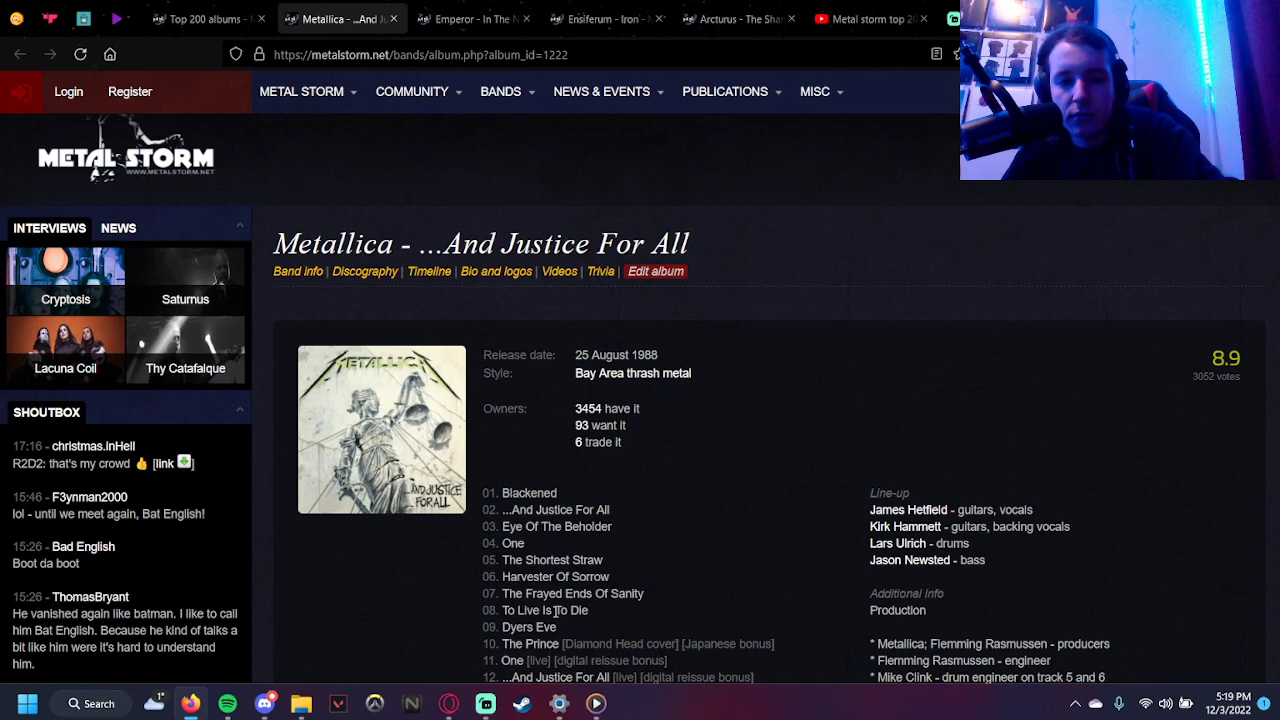 Top 200 albums -
Metallica - ...And Ju
Emperor - In The N
Ensiferum - Iron - M
Arcturus - The Sha
Metal storm top 20
https://metalstorm.net/bands/album.php?album_id=1222
Login
Register
METAL STORM
COMMUNITY
BANDS
NEWS & EVENTS
PUBLICATIONS
MISC
METAL STORM
WWW.METALSTORM.NET
INTERVIEWS
NEWS
Cryptosis
Saturnus
Lacuna Coil
Thy Catafalque
SHOUTBOX
17:16 - christmas.inHell
R2D2: that's my crowd 👍 [link]
15:46 - F3ynman2000
lol - until we meet again, Bat English!
15:26 - Bad English
Boot da boot
15:26 - ThomasBryant
He vanished again like batman. I like to call
him Bat English. Because he kind of talks a
bit like him were it's hard to understand
him.
Metallica - ...And Justice For All
Band info | Discography | Timeline | Bio and logos | Videos | Trivia | Edit album
METALLICA
...AND JUSTICE
FOR ALL
Release date: 25 August 1988
Style: Bay Area thrash metal
Owners: 3454 have it
93 want it
6 trade it
8.9
3052 votes
01. Blackened
02. ...And Justice For All
03. Eye Of The Beholder
04. One
05. The Shortest Straw
06. Harvester Of Sorrow
07. The Frayed Ends Of Sanity
08. To Live Is To Die
09. Dyers Eve
10. The Prince [Diamond Head cover] [Japanese bonus]
11. One [live] [digital reissue bonus]
12. ...And Justice For All [live] [digital reissue bonus]
Line-up
James Hetfield - guitars, vocals
Kirk Hammett - guitars, backing vocals
Lars Ulrich - drums
Jason Newsted - bass
Additional info
Production
* Metallica; Flemming Rasmussen - producers
* Flemming Rasmussen - engineer
* Mike Clink - drum engineer on track 5 and 6
Search
5:19 PM
12/3/2022